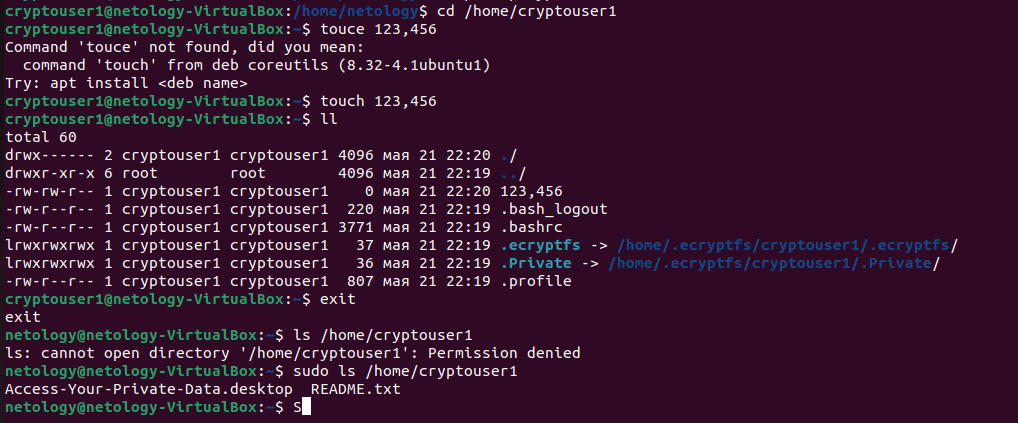 cryptouser1@netology-VirtualBox:/home/netology$ cd /home/cryptouser1
cryptouser1@netology-VirtualBox:~$ touce 123,456
Command 'touce' not found, did you mean:
  command 'touch' from deb coreutils (8.32-4.1ubuntu1)
Try: apt install <deb name>
cryptouser1@netology-VirtualBox:~$ touch 123,456
cryptouser1@netology-VirtualBox:~$ ll
total 60
drwx------ 2 cryptouser1 cryptouser1 4096 мая 21 22:20 ./
drwxr-xr-x 6 root        root        4096 мая 21 22:19 ../
-rw-rw-r-- 1 cryptouser1 cryptouser1    0 мая 21 22:20 123,456
-rw-r--r-- 1 cryptouser1 cryptouser1  220 мая 21 22:19 .bash_logout
-rw-r--r-- 1 cryptouser1 cryptouser1 3771 мая 21 22:19 .bashrc
lrwxrwxrwx 1 cryptouser1 cryptouser1   37 мая 21 22:19 .ecryptfs -> /home/.ecryptfs/cryptouser1/.ecryptfs/
lrwxrwxrwx 1 cryptouser1 cryptouser1   36 мая 21 22:19 .Private -> /home/.ecryptfs/cryptouser1/.Private/
-rw-r--r-- 1 cryptouser1 cryptouser1  807 мая 21 22:19 .profile
cryptouser1@netology-VirtualBox:~$ exit
exit
netology@netology-VirtualBox:~$ ls /home/cryptouser1
ls: cannot open directory '/home/cryptouser1': Permission denied
netology@netology-VirtualBox:~$ sudo ls /home/cryptouser1
Access-Your-Private-Data.desktop  README.txt
netology@netology-VirtualBox:~$ S